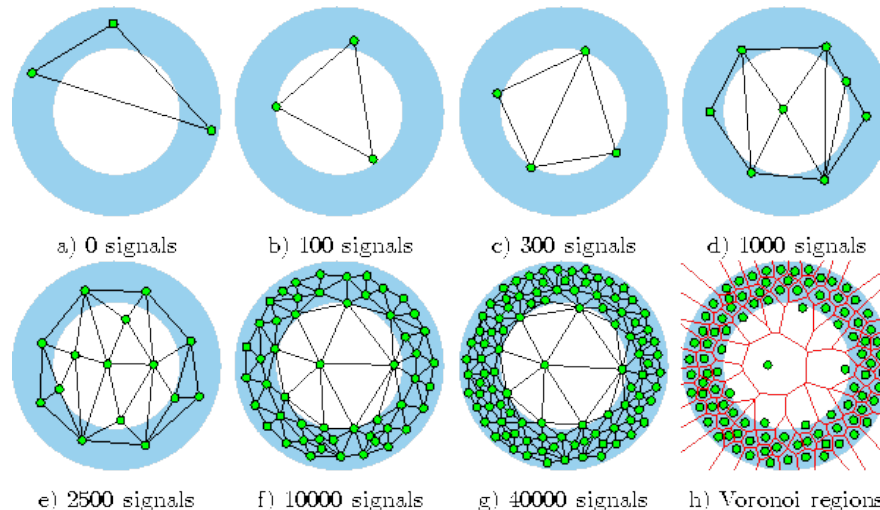 a) 0 signals
b) 100 signals
c) 300 signals
d) 1000 signals
e) 2500 signals
f) 10000 signals
g) 40000 signals
h) Voronoi regions